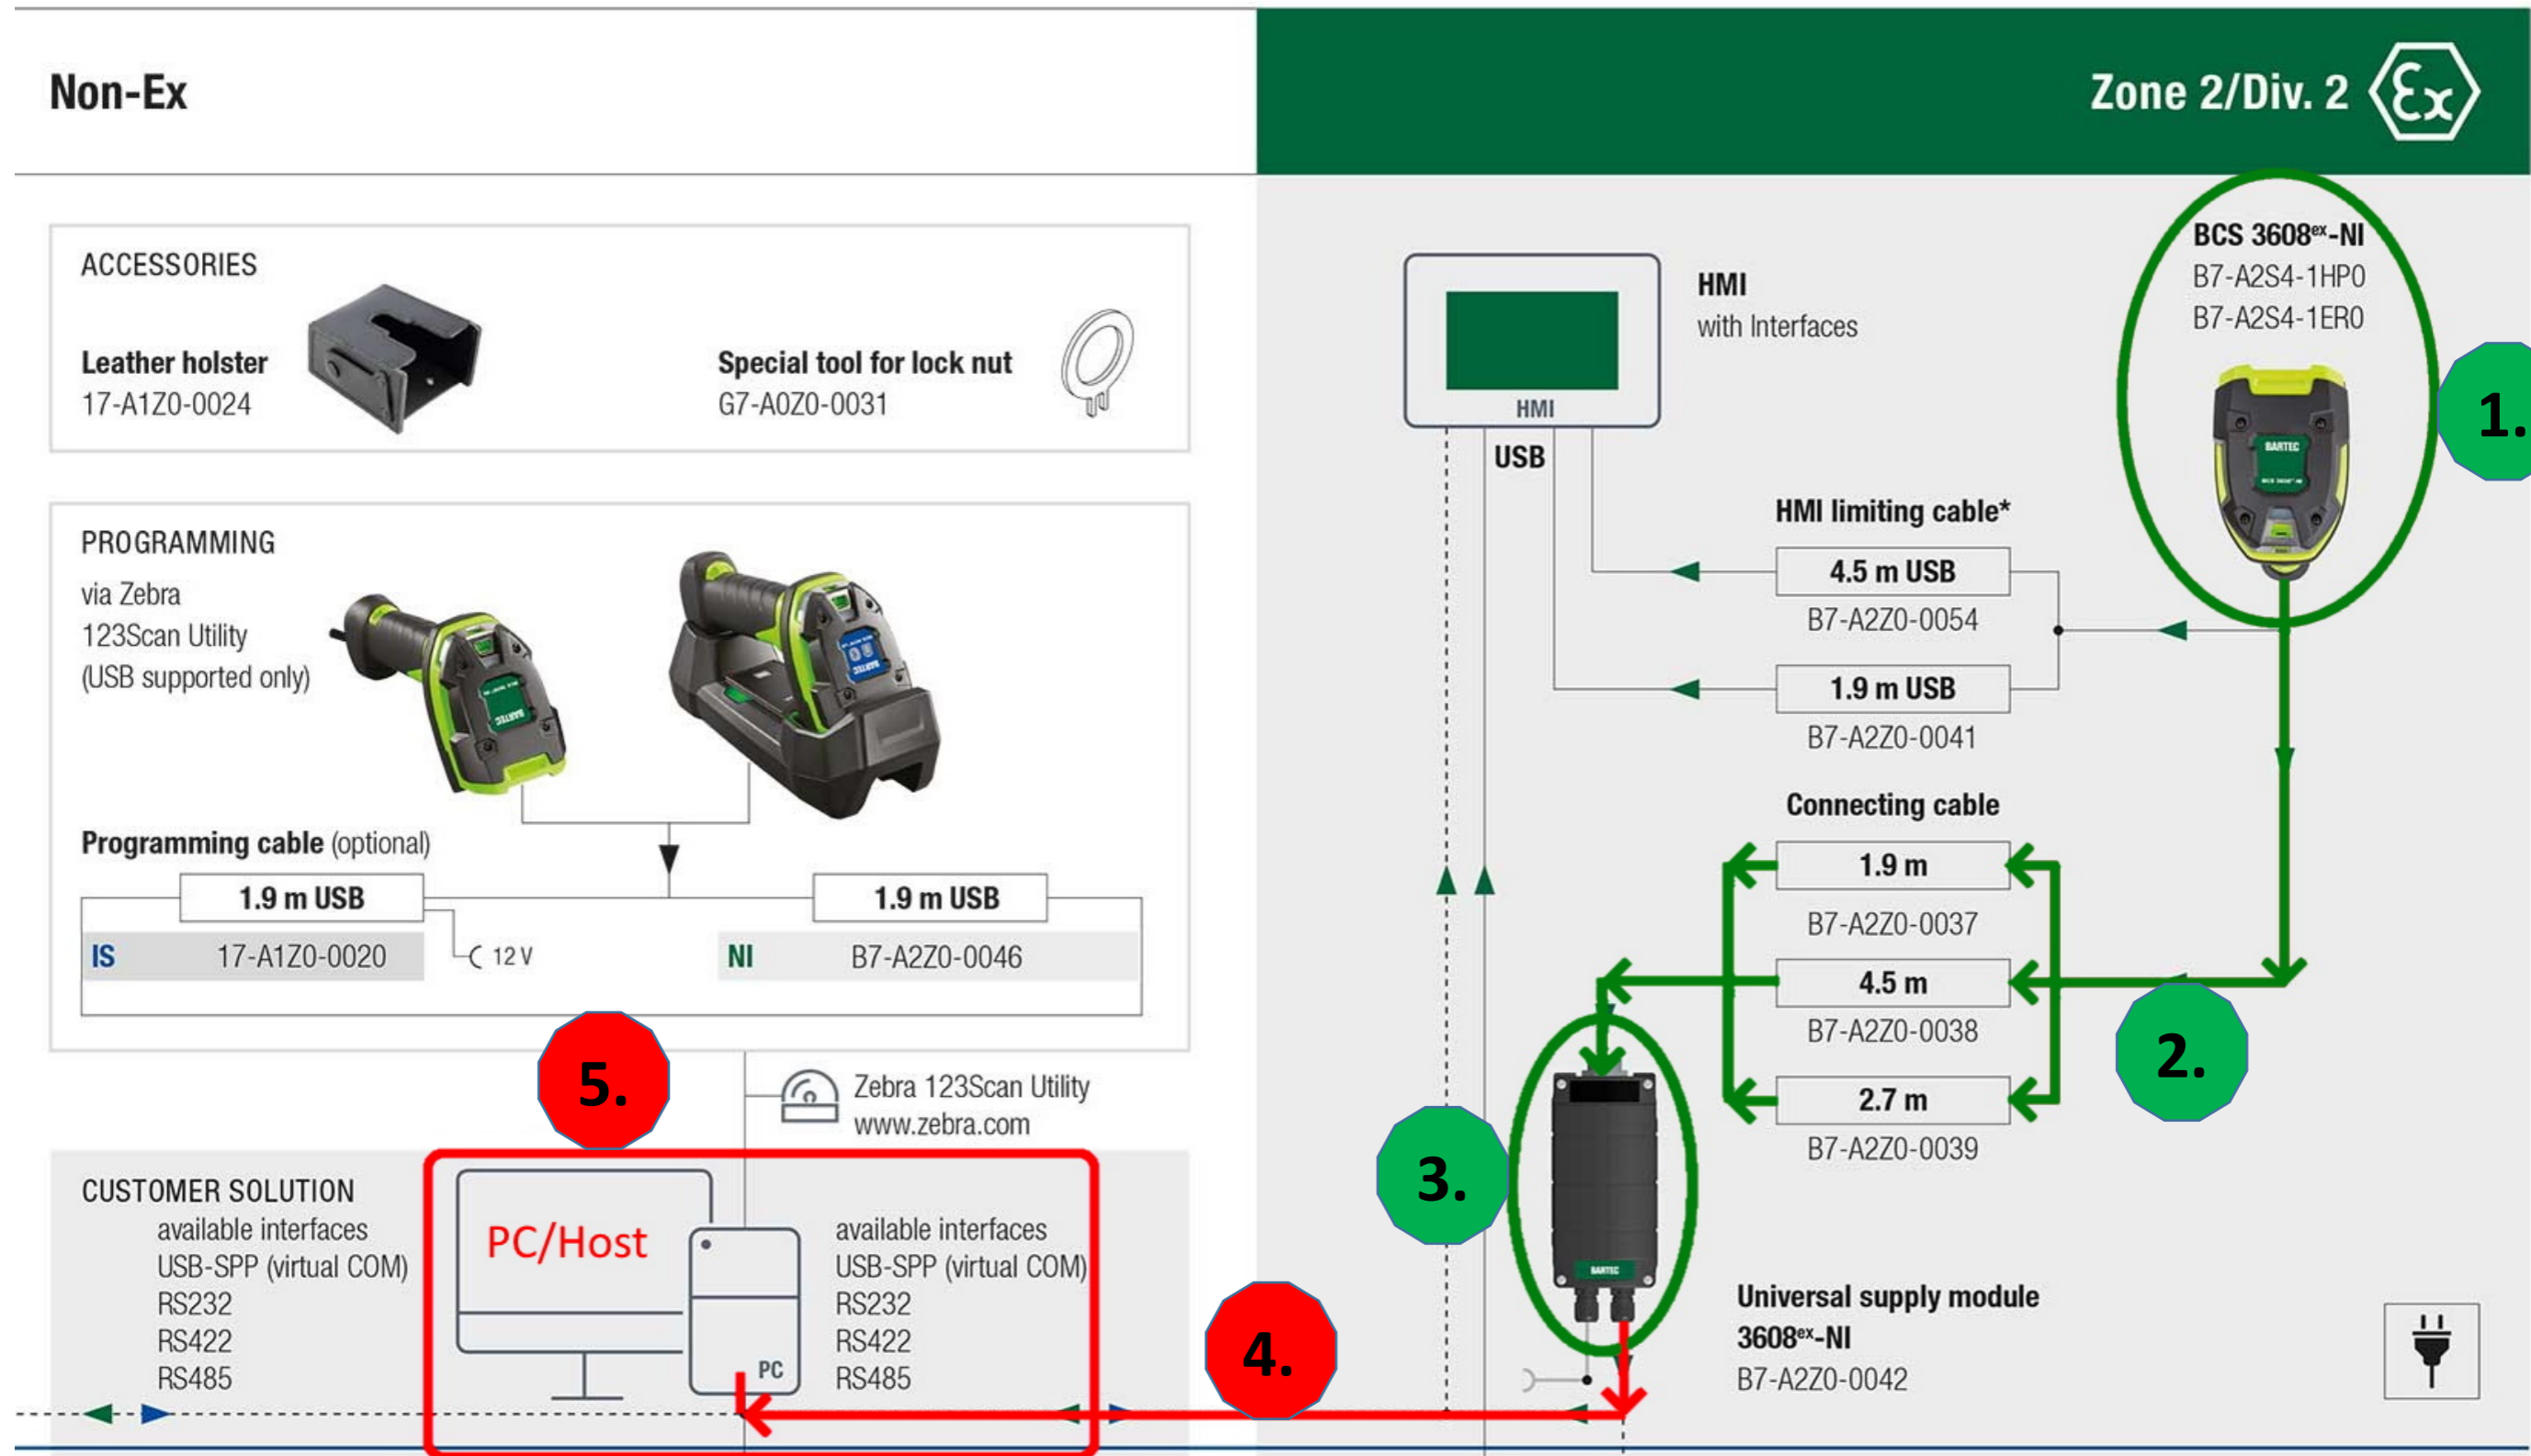 Non-Ex
Zone 2/Div. 2
Ex
ACCESSORIES
Leather holster
17-A1Z0-0024
Special tool for lock nut
G7-A0Z0-0031
PROGRAMMING
via Zebra
123Scan Utility
(USB supported only)
BARTEC
BARTEC
Programming cable (optional)
1.9 m USB
1.9 m USB
IS
17-A1Z0-0020
12 V
NI
B7-A2Z0-0046
5.
Zebra 123Scan Utility
www.zebra.com
CUSTOMER SOLUTION
available interfaces
USB-SPP (virtual COM)
RS232
RS422
RS485
PC/Host
PC
available interfaces
USB-SPP (virtual COM)
RS232
RS422
RS485
4.
HMI
HMI
with Interfaces
USB
BCS 3608ex-NI
B7-A2S4-1HP0
B7-A2S4-1ER0
BARTEC
1.
HMI limiting cable*
4.5 m USB
B7-A2Z0-0054
1.9 m USB
B7-A2Z0-0041
Connecting cable
1.9 m
B7-A2Z0-0037
4.5 m
B7-A2Z0-0038
2.7 m
B7-A2Z0-0039
2.
3.
BARTEC
Universal supply module
3608ex-NI
B7-A2Z0-0042